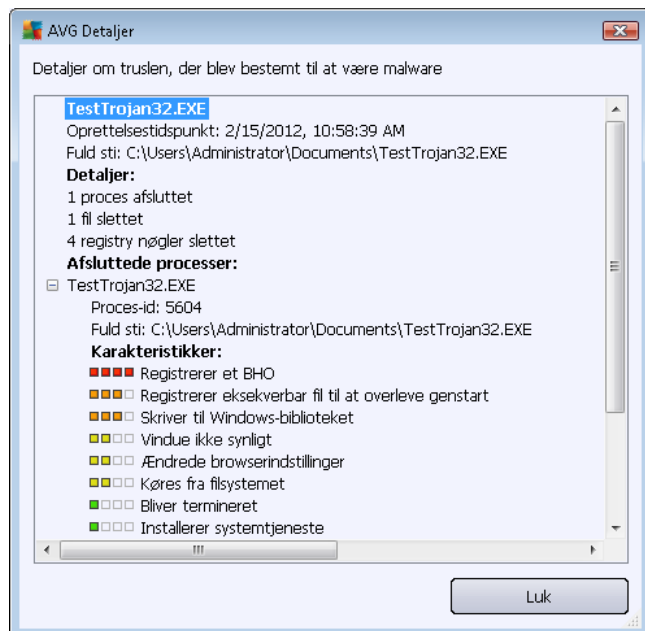 AVG Detaljer
Detaljer om truslen, der blev bestemt til at være malware
TestTrojan32.EXE
Oprettelsestidspunkt: 2/15/2012, 10:58:39 AM
Fuld sti: C:\Users\Administrator\Documents\TestTrojan32.EXE
Detaljer:
1 proces afsluttet
1 fil slettet
4 registry nøgler slettet
Afsluttede processer:
TestTrojan32.EXE
Proces-id: 5604
Fuld sti: C:\Users\Administrator\Documents\TestTrojan32.EXE
Karakteristikker:
Registrerer et BHO
Registrerer eksekverbar fil til at overleve genstart
Skriver til Windows-biblioteket
Vindue ikke synligt
Ændrede browserindstillinger
Køres fra filsystemet
Bliver termineret
Installerer systemtjeneste
Luk